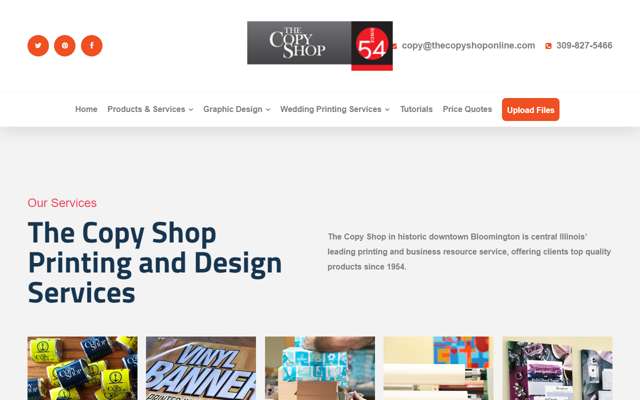 THE
COPY
SHOP
SINCE
54
copy@thecopyshoponline.com
309-827-5466
Home
Products & Services
Graphic Design
Wedding Printing Services
Tutorials
Price Quotes
Upload Files
Our Services
The Copy Shop
Printing and Design
Services
The Copy Shop in historic downtown Bloomington is central Illinois'
leading printing and business resource service, offering clients top quality
products since 1954.
VINYL
BANNER